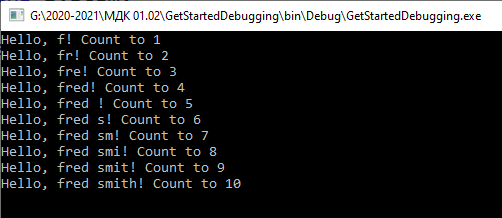 G:\2020-2021\МДК 01.02\GetStartedDebugging\bin\Debug\GetStartedDebugging.exe
Hello, f! Count to 1
Hello, fr! Count to 2
Hello, fre! Count to 3
Hello, fred! Count to 4
Hello, fred ! Count to 5
Hello, fred s! Count to 6
Hello, fred sm! Count to 7
Hello, fred smi! Count to 8
Hello, fred smit! Count to 9
Hello, fred smith! Count to 10